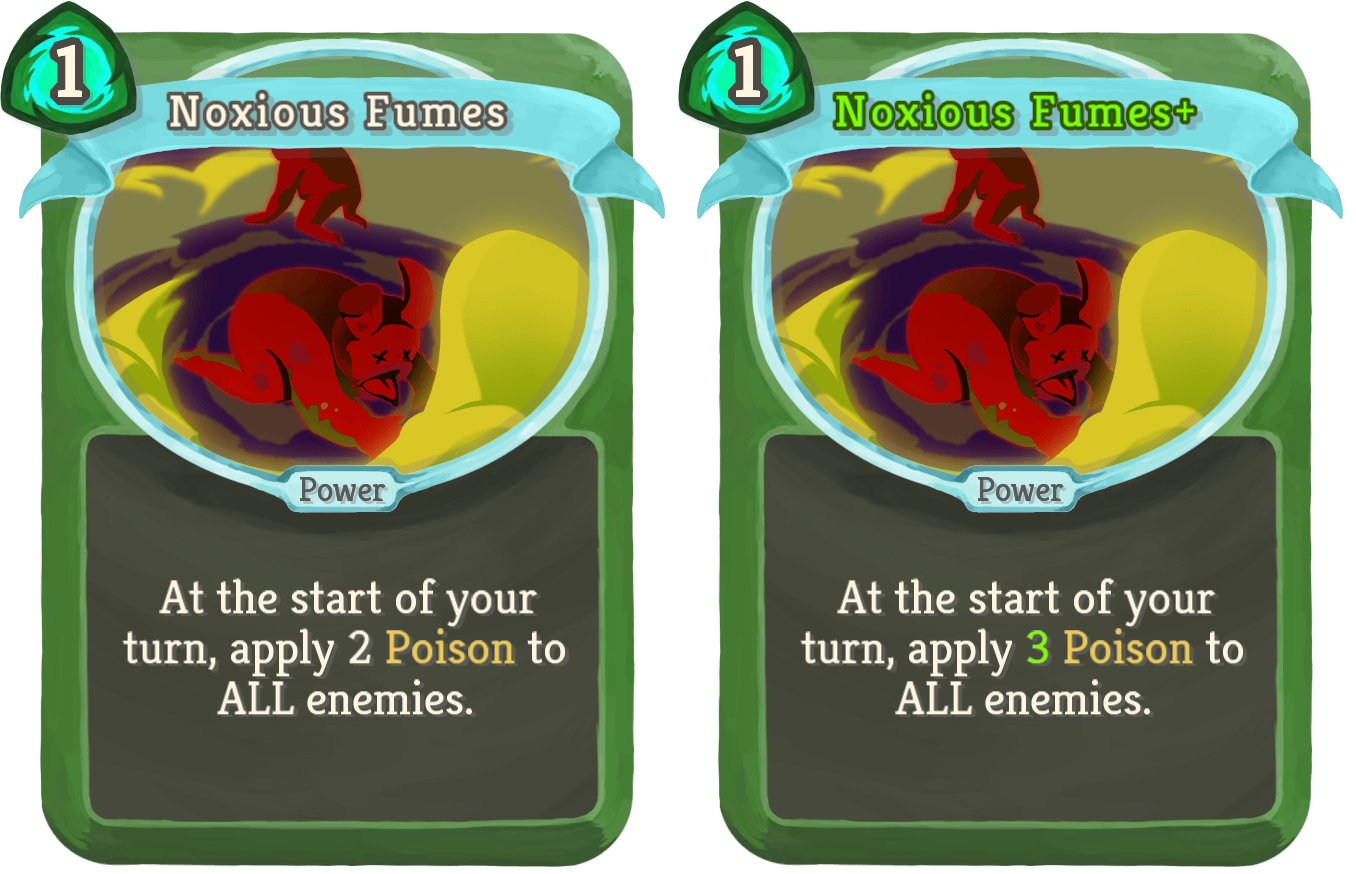 1
Noxious Fumes
Power
At the start of your
turn, apply 2 Poison to
ALL enemies.
1
Noxious Fumes+
Power
At the start of your
turn, apply 3 Poison to
ALL enemies.